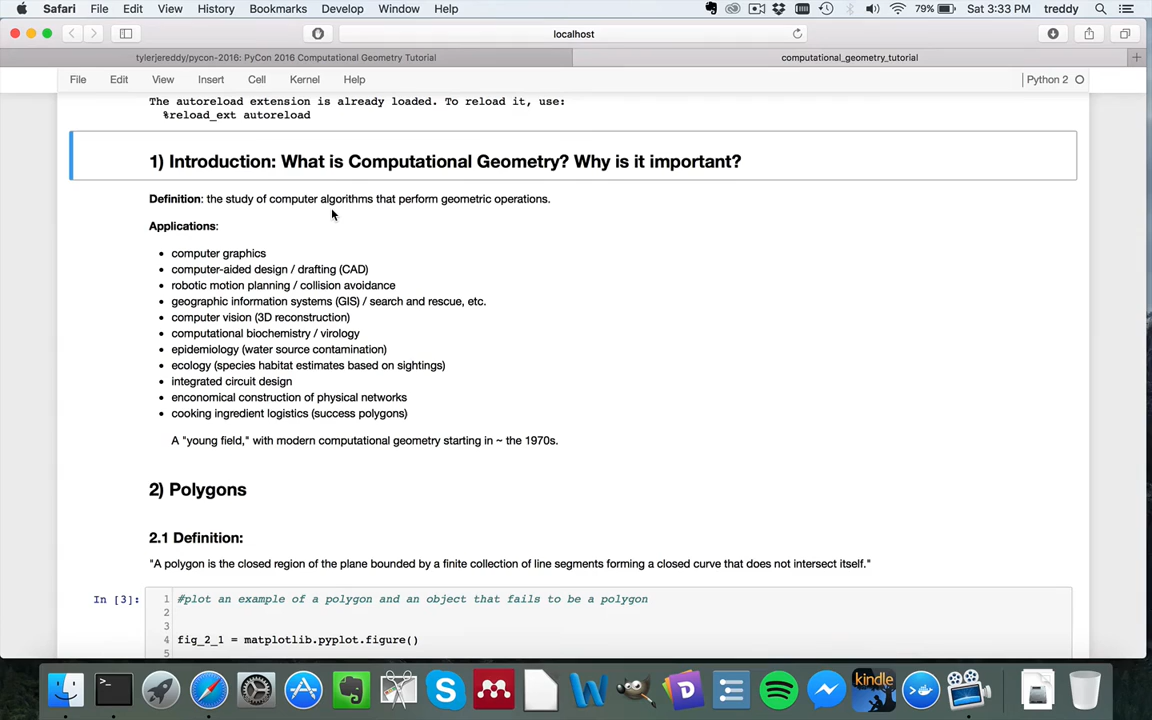 Safari File Edit View History Bookmarks Develop Window Help 79% Sat 3:33 PM treddy
localhost
tylerjereddy/pycon-2016: PyCon 2016 Computational Geometry Tutorial computational_geometry_tutorial
File Edit View Insert Cell Kernel Help Python 2
The autoreload extension is already loaded. To reload it, use:
%reload_ext autoreload
1) Introduction: What is Computational Geometry? Why is it important?
Definition: the study of computer algorithms that perform geometric operations.
Applications:
• computer graphics
• computer-aided design / drafting (CAD)
• robotic motion planning / collision avoidance
• geographic information systems (GIS) / search and rescue, etc.
• computer vision (3D reconstruction)
• computational biochemistry / virology
• epidemiology (water source contamination)
• ecology (species habitat estimates based on sightings)
• integrated circuit design
• enconomical construction of physical networks
• cooking ingredient logistics (success polygons)
A "young field," with modern computational geometry starting in ~ the 1970s.
2) Polygons
2.1 Definition:
"A polygon is the closed region of the plane bounded by a finite collection of line segments forming a closed curve that does not intersect itself."
In [3]: 1 #plot an example of a polygon and an object that fails to be a polygon
2
3
4 fig_2_1 = matplotlib.pyplot.figure()
5
kindle